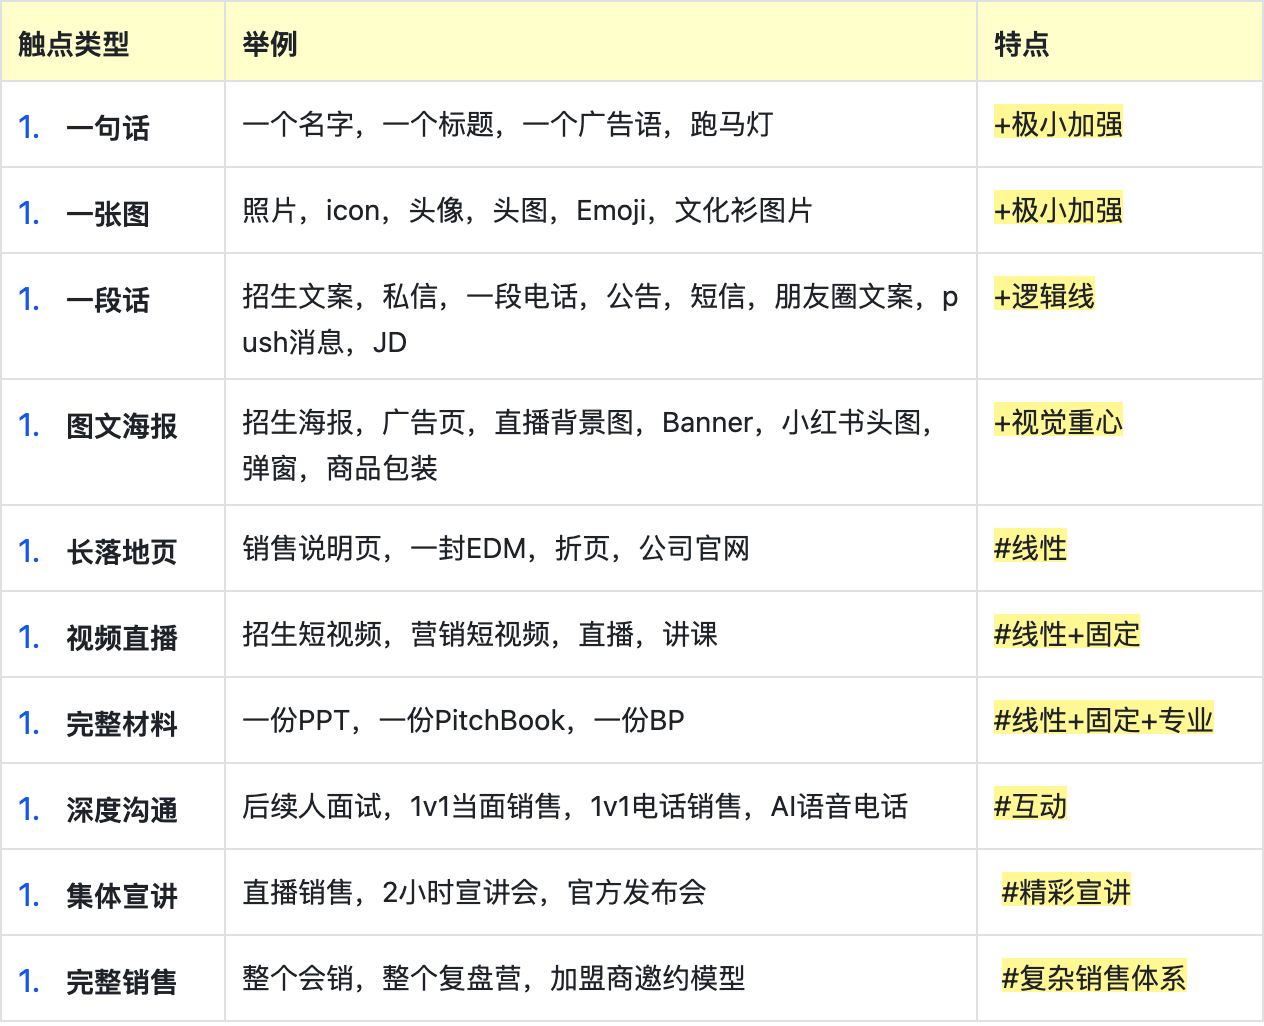 触点类型 举例 特点
1. 一句话 一个名字，一个标题，一个广告语，跑马灯 +极小加强
1. 一张图 照片，icon，头像，头图，Emoji，文化衫图片 +极小加强
1. 一段话 招生文案，私信，一段电话，公告，短信，朋友圈文案，p +逻辑线
ush消息，JD
1. 图文海报 招生海报，广告页，直播背景图，Banner，小红书头图， +视觉重心
弹窗，商品包装
1. 长落地页 销售说明页，一封EDM，折页，公司官网 #线性
1. 视频直播 招生短视频，营销短视频，直播，讲课 #线性+固定
1. 完整材料 一份PPT，一份PitchBook，一份BP #线性+固定+专业
1. 深度沟通 后续人面试，1v1当面销售，1v1电话销售，AI语音电话 #互动
1. 集体宣讲 直播销售，2小时宣讲会，官方发布会 #精彩宣讲
1. 完整销售 整个会销，整个复盘营，加盟商邀约模型 #复杂销售体系